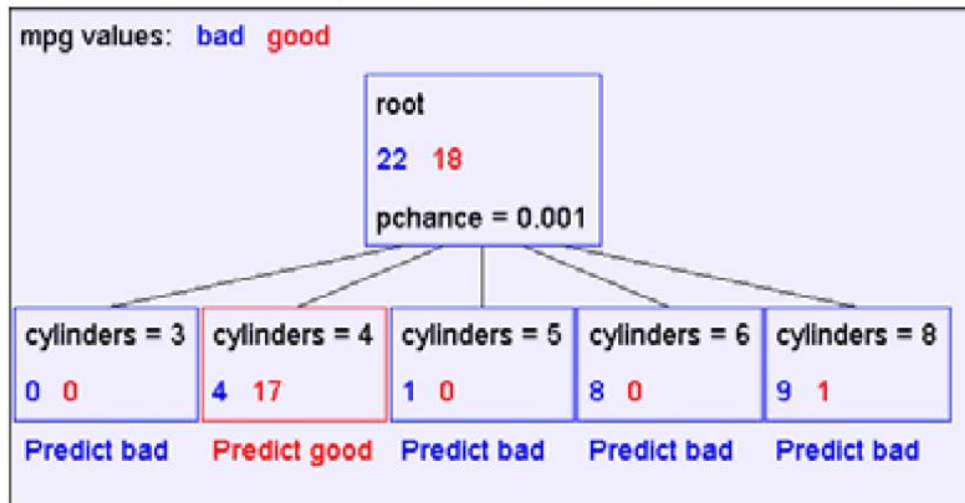 mpg values: bad good
root
22 18
pchance = 0.001
cylinders = 3 cylinders = 4 cylinders = 5 cylinders = 6 cylinders = 8
0 0 4 17 1 0 8 0 9 1
Predict bad Predict good Predict bad Predict bad Predict bad